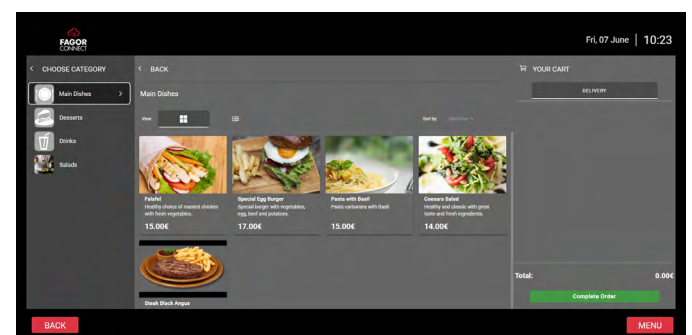 FAGOR
CONNECT
Fri, 07 June | 10:23
< CHOOSE CATEGORY
Main Dishes >
Desserts
Drinks
Salads
< BACK
Main Dishes
View:
Sort by:
Falafel
Healthy choice of roasted chicken
with fresh vegetables.
15.00€
Special Egg Burger
Special burger with vegetables,
egg, beef and potatoes.
17.00€
Pasta with Basil
Pasta carbonara with basil.
15.00€
Caesars Salad
Healthy and classic with great
taste and fresh ingredients.
14.00€
Steak Black Angus
YOUR CART
DELIVERY
Total: 0.00€
Complete Order
BACK
MENU